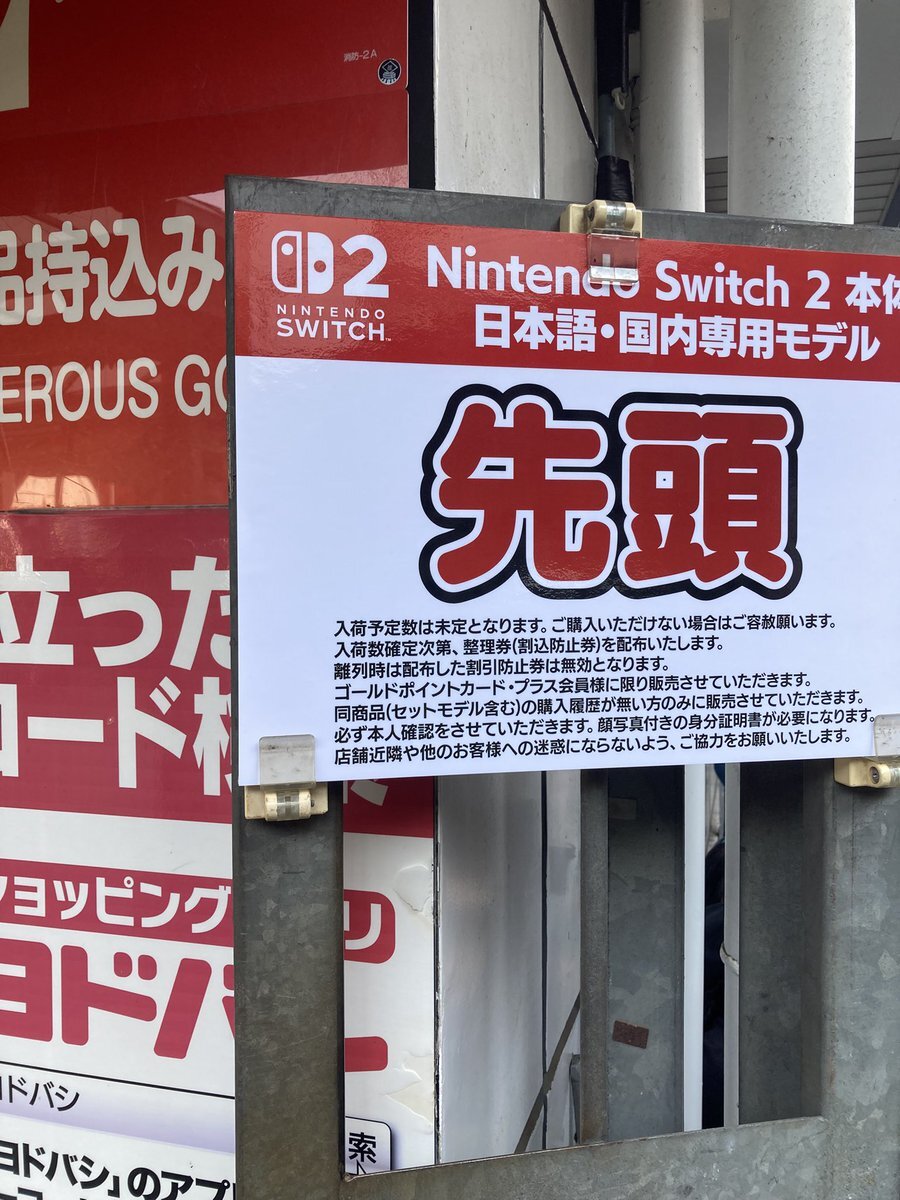 消防-2A
品持込み
EROUS GO
立った
コード
ショッピング
リ
ヨドバ
ー
ヨドバシ
ヨドバシ」のアプ
索
2
NINTENDO
SWITCH
TM
Nintendo Switch 2 本体
日本語・国内専用モデル
先頭
入荷予定数は未定となります。ご購入いただけない場合はご容赦願います。
入荷数確定次第、整理券(割込防止券)を配布いたします。
離列時は配布した割引防止券は無効となります。
ゴールドポイントカード・プラス会員様に限り販売させていただきます。
同商品(セットモデル含む)の購入履歴が無い方のみに販売させていただきます。
必ず本人確認をさせていただきます。顔写真付きの身分証明書が必要になります。
店舗近隣や他のお客様への迷惑にならないよう、ご協力をお願いいたします。